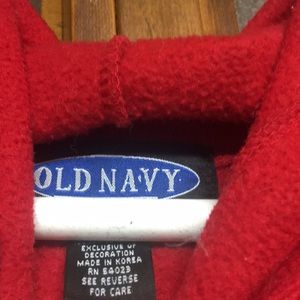 OLD NAVY
EXCLUSIVE OF
DECORATION
MADE IN KOREA
RN 54023
SEE REVERSE
FOR CARE